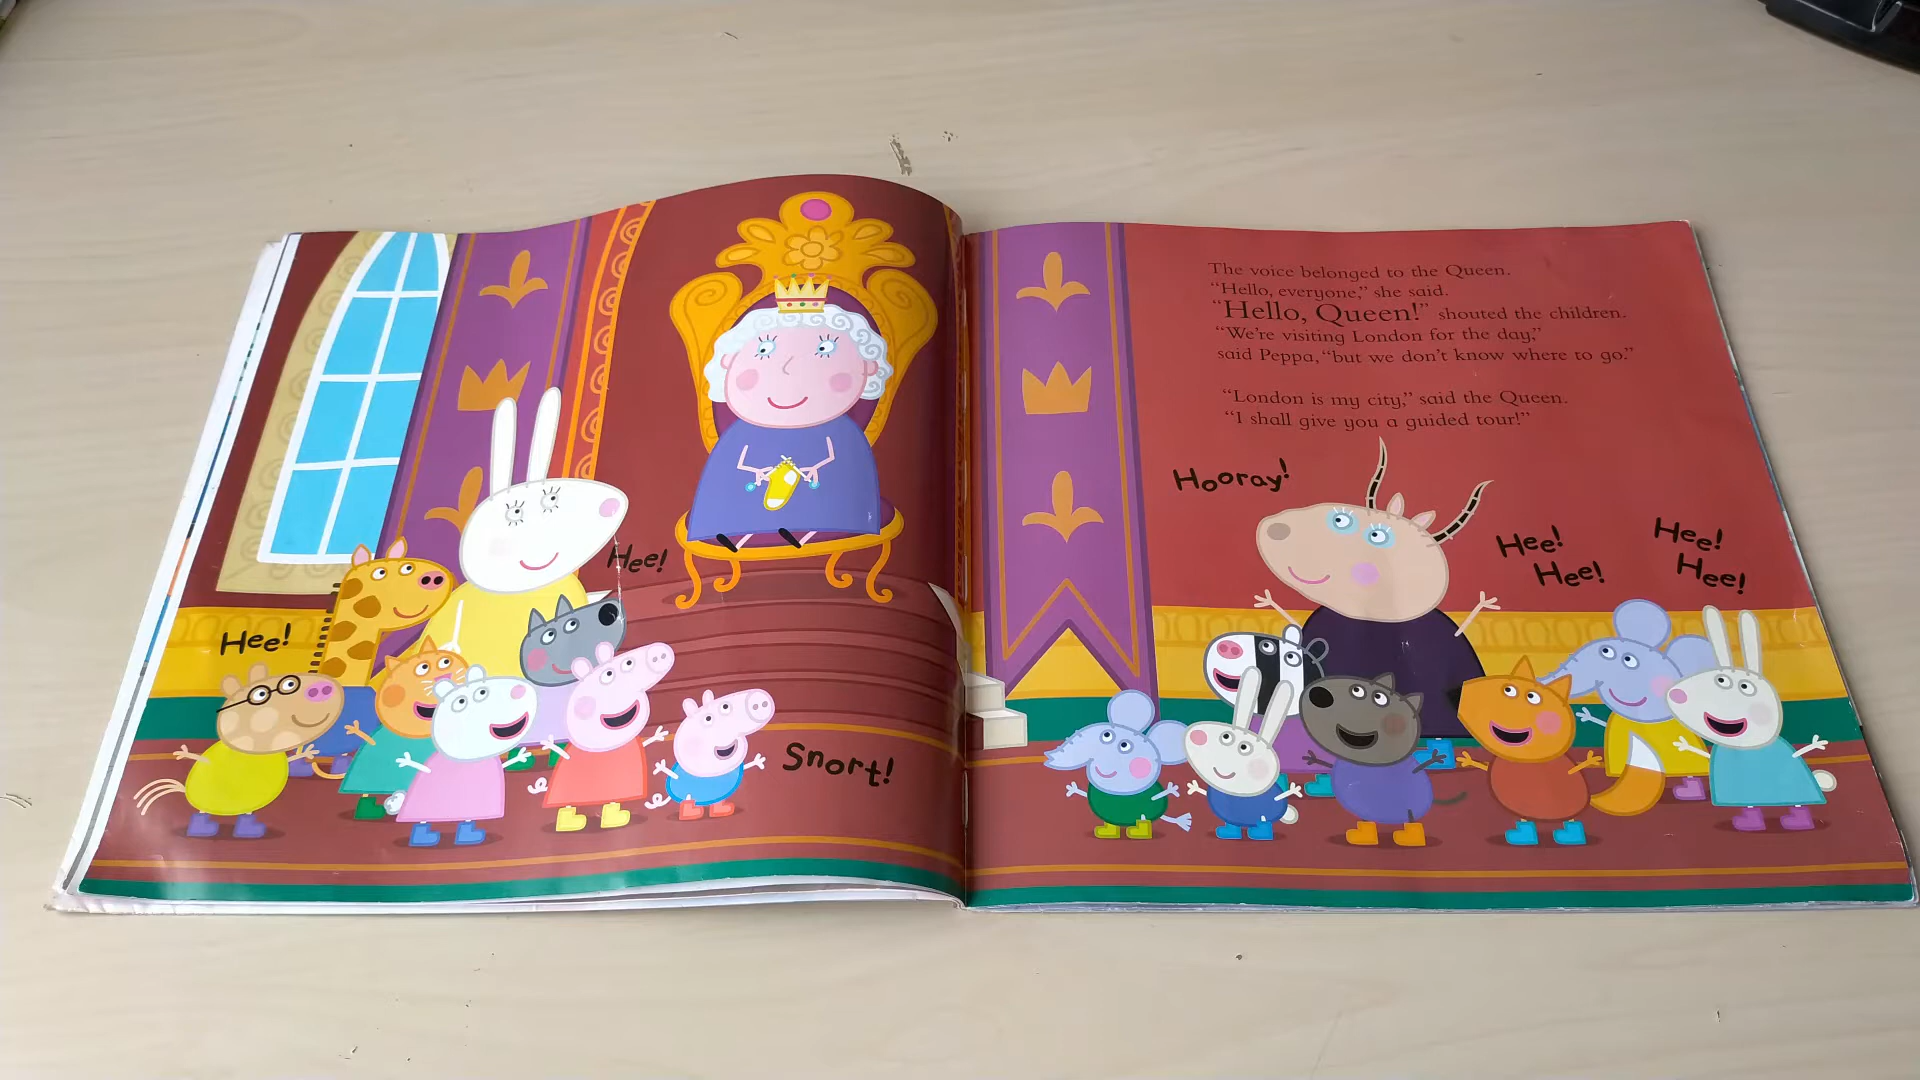 Hee!
Hee!
Snort!
The voice belonged to the Queen.
“Hello, everyone,” she said.
“Hello, Queen!” shouted the children.
“We’re visiting London for the day,”
said Peppa, “but we don’t know where to go.”
“London is my city,” said the Queen.
“I shall give you a guided tour!”
Hooray!
Hee!
Hee!
Hee!
Hee!